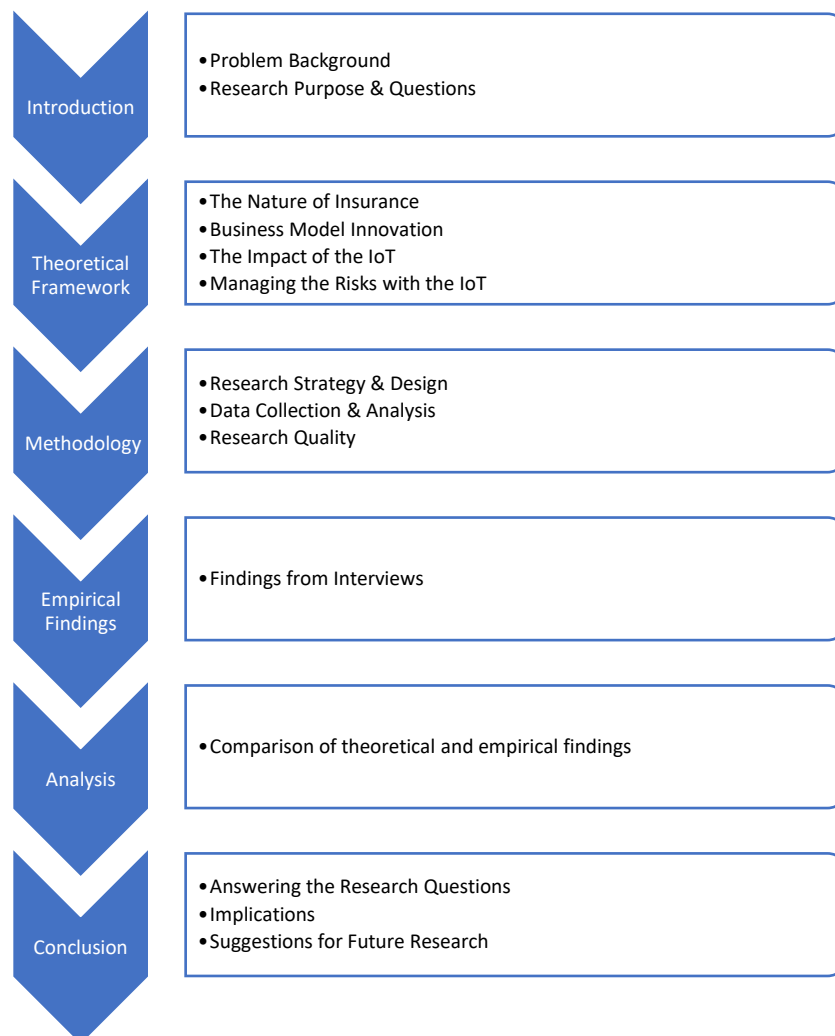 Introduction
•Problem Background
•Research Purpose & Questions
Theoretical
Framework
•The Nature of Insurance
•Business Model Innovation
•The Impact of the IoT
•Managing the Risks with the IoT
Methodology
•Research Strategy & Design
•Data Collection & Analysis
•Research Quality
Empirical
Findings
•Findings from Interviews
Analysis
•Comparison of theoretical and empirical findings
Conclusion
•Answering the Research Questions
•Implications
•Suggestions for Future Research